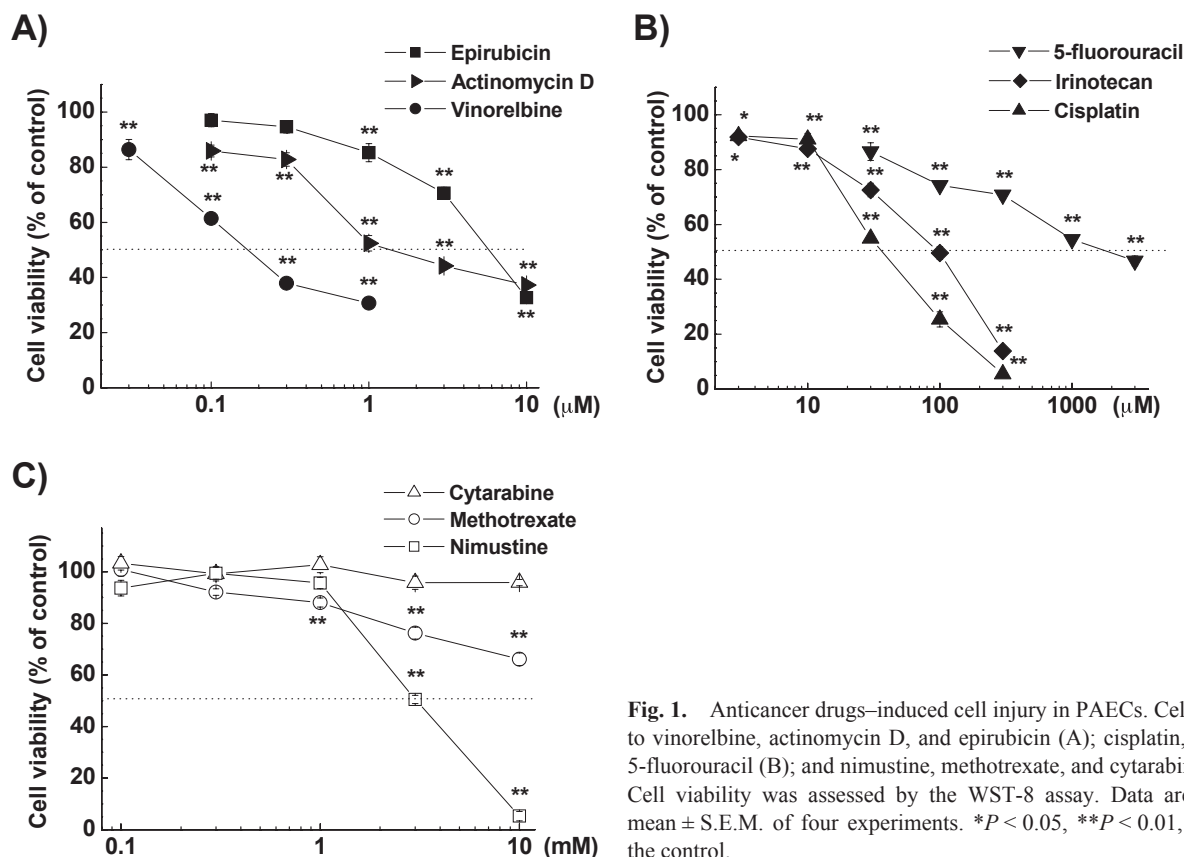 A)
Epirubicin
Actinomycin D
Vinorelbine
Cell viability (% of control)
100
80
60
40
20
0
0.1
1
10
(μM)
**
**
**
**
**
**
**
**
**
**
**
**
**
B)
5-fluorouracil
Irinotecan
Cisplatin
Cell viability (% of control)
100
80
60
40
20
0
10
100
1000
(μM)
*
*
**
**
**
**
**
**
**
**
**
**
**
**
**
C)
Cytarabine
Methotrexate
Nimustine
Cell viability (% of control)
100
80
60
40
20
0
0.1
1
10
(mM)
**
**
**
**
**
Fig. 1. Anticancer drugs–induced cell injury in PAECs. Cel
to vinorelbine, actinomycin D, and epirubicin (A); cisplatin,
5-fluorouracil (B); and nimustine, methotrexate, and cytarabi
Cell viability was assessed by the WST-8 assay. Data are
mean ± S.E.M. of four experiments. *P < 0.05, **P < 0.01,
the control.